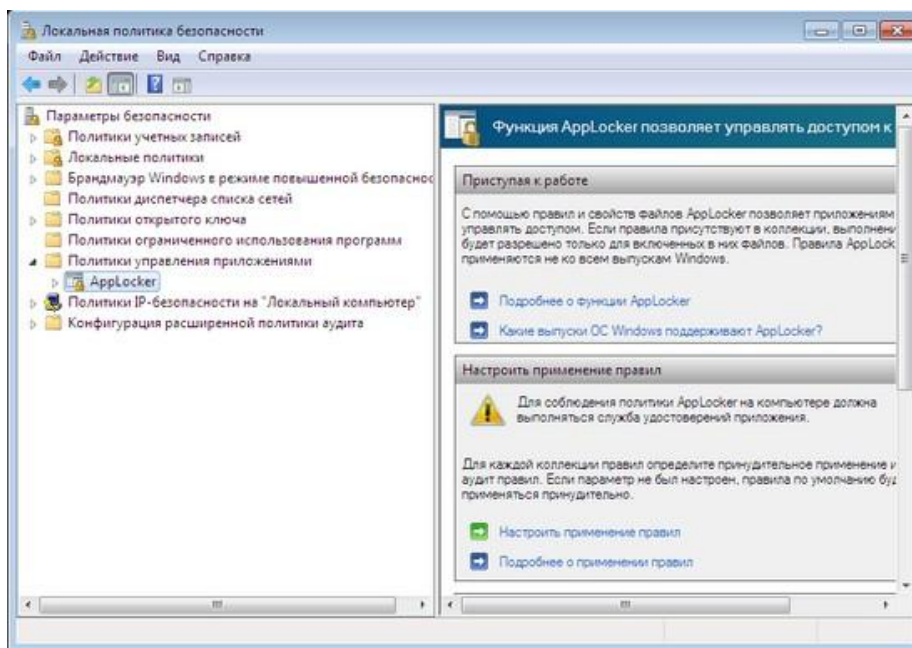 Локальная политика безопасности
Файл Действие Вид Справка
Параметры безопасности
Политики учетных записей
Локальные политики
Брандмауэр Windows в режиме повышенной безопаснос
Политики диспетчера списка сетей
Политики открытого ключа
Политики ограниченного использования программ
Политики управления приложениями
AppLocker
Политики IP-безопасности на "Локальный компьютер"
Конфигурация расширенной политики аудита
Функция AppLocker позволяет управлять доступом к
Приступая к работе
С помощью правил и свойств файлов AppLocker позволяет приложениям
управлять доступом. Если правила присутствуют в коллекции, выполнени
будет разрешено только для включенных в них файлов. Правила AppLock
применяются не ко всем выпускам Windows.
Подробнее о функции AppLocker
Какие выпуски ОС Windows поддерживают AppLocker?
Настроить применение правил
Для соблюдения политики AppLocker на компьютере должна
выполняться служба удостоверений приложения.
Для каждой коллекции правил определите принудительное применение и
аудит правил. Если параметр не был настроен, правила по умолчанию буд
применяться принудительно.
Настроить применение правил
Подробнее о применении правил